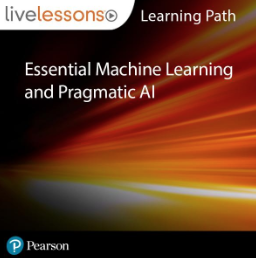 livelessons Learning Path
Essential Machine Learning
and Pragmatic AI
Pearson